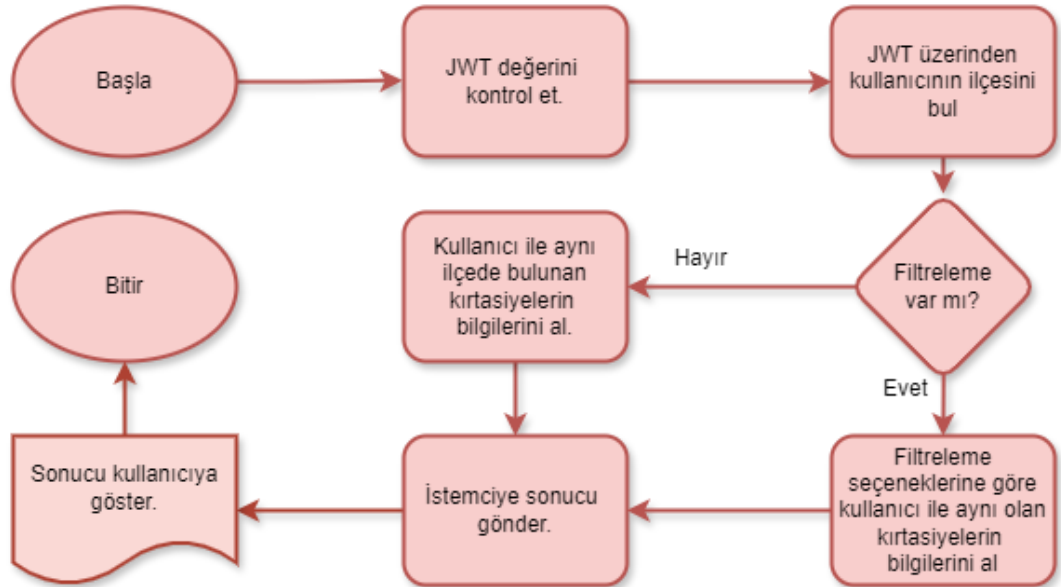 Başla
JWT değerini
kontrol et.
JWT üzerinden
kullanıcının ilçesini
bul
Filtreleme
var mı?
Hayır
Kullanıcı ile aynı
ilçede bulunan
kırtasiyelerin
bilgilerini al.
Evet
Filtreleme
seçeneklerine göre
kullanıcı ile aynı olan
kırtasiyelerin
bilgilerini al
İstemciye sonucu
gönder.
Sonucu kullanıcıya
göster.
Bitir